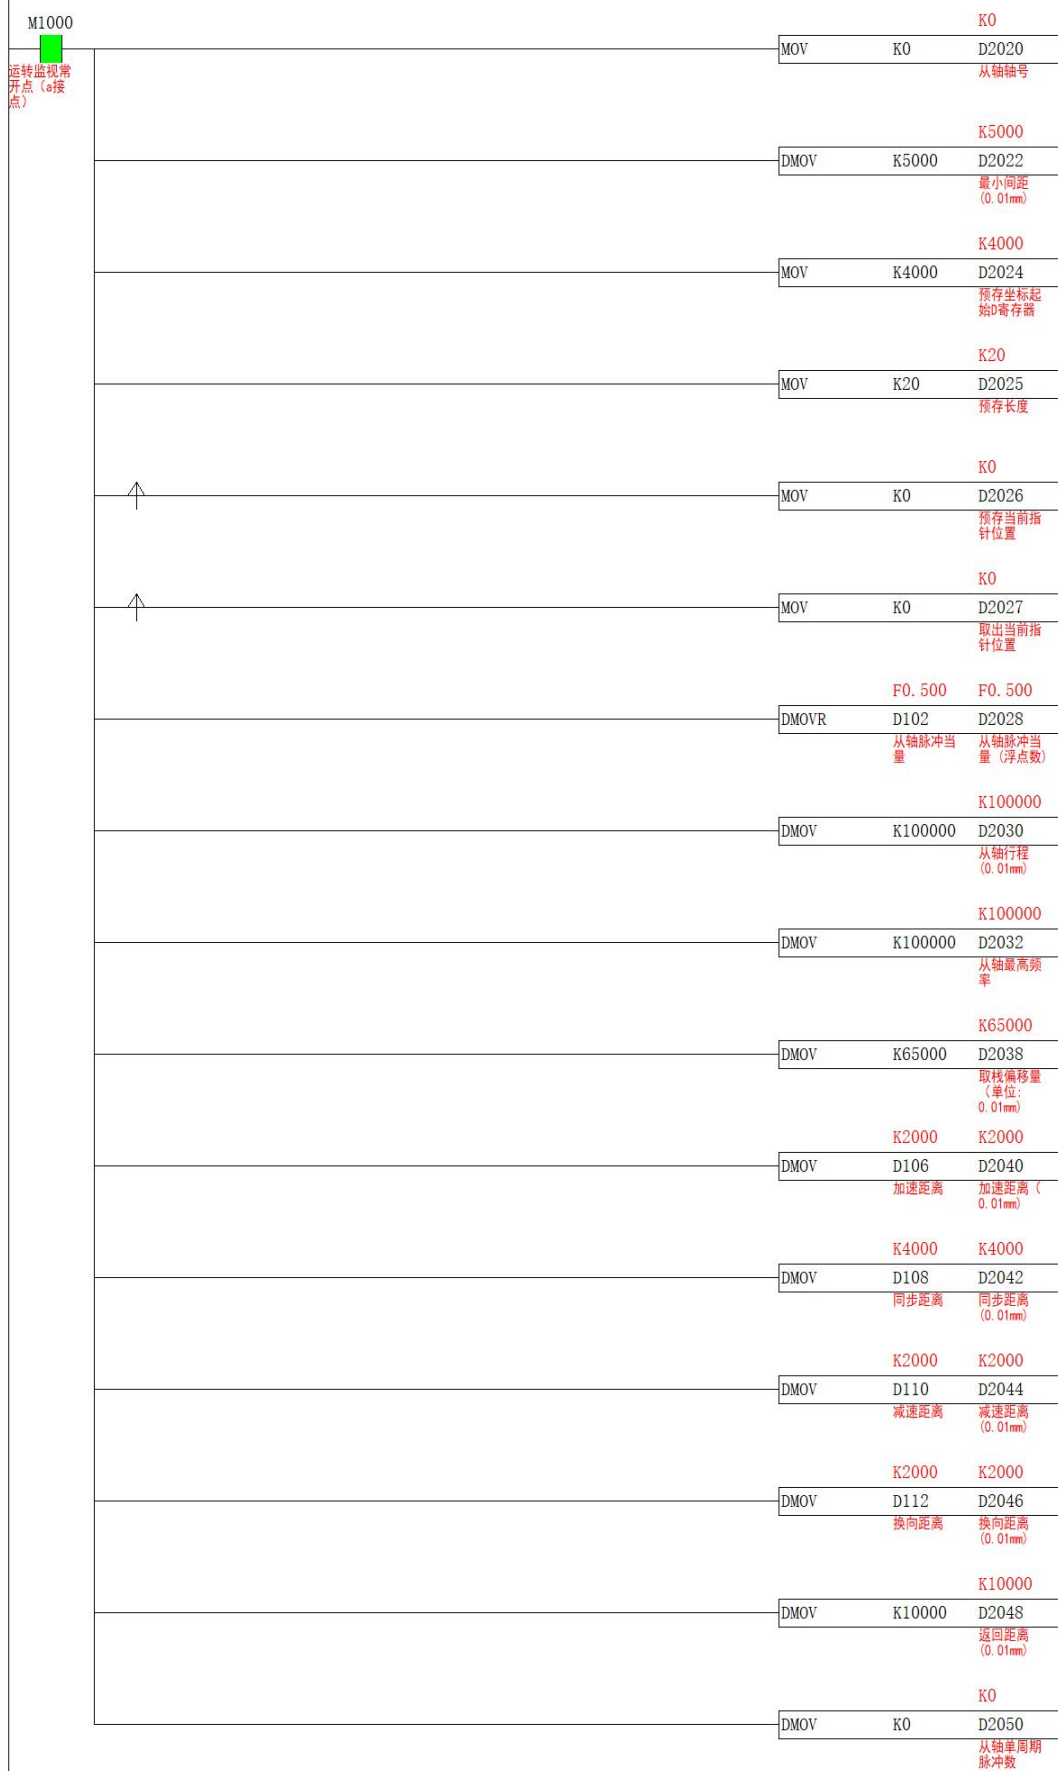 K0
M1000
MOV K0 D2020
运转监视常
开点（a接
点）
从轴轴号
K5000
DMOV K5000 D2022
最小间距
(0.01mm)
K4000
MOV K4000 D2024
预存坐标起
始D寄存器
K20
MOV K20 D2025
预存长度
K0
MOV K0 D2026
预存当前指
针位置
K0
MOV K0 D2027
取出当前指
针位置
F0.500 F0.500
DMOVR D102 D2028
从轴脉冲当 从轴脉冲当
量 量（浮点数）
K100000
DMOV K100000 D2030
从轴行程
(0.01mm)
K100000
DMOV K100000 D2032
从轴最高频
率
K65000
DMOV K65000 D2038
取栈偏移量
（单位:
0.01mm)
K2000 K2000
DMOV D106 D2040
加速距离 加速距离（
0.01mm)
K4000 K4000
DMOV D108 D2042
同步距离 同步距离
(0.01mm)
K2000 K2000
DMOV D110 D2044
减速距离 减速距离
(0.01mm)
K2000 K2000
DMOV D112 D2046
换向距离 换向距离
(0.01mm)
K10000
DMOV K10000 D2048
返回距离
(0.01mm)
K0
DMOV K0 D2050
从轴单周期
脉冲数